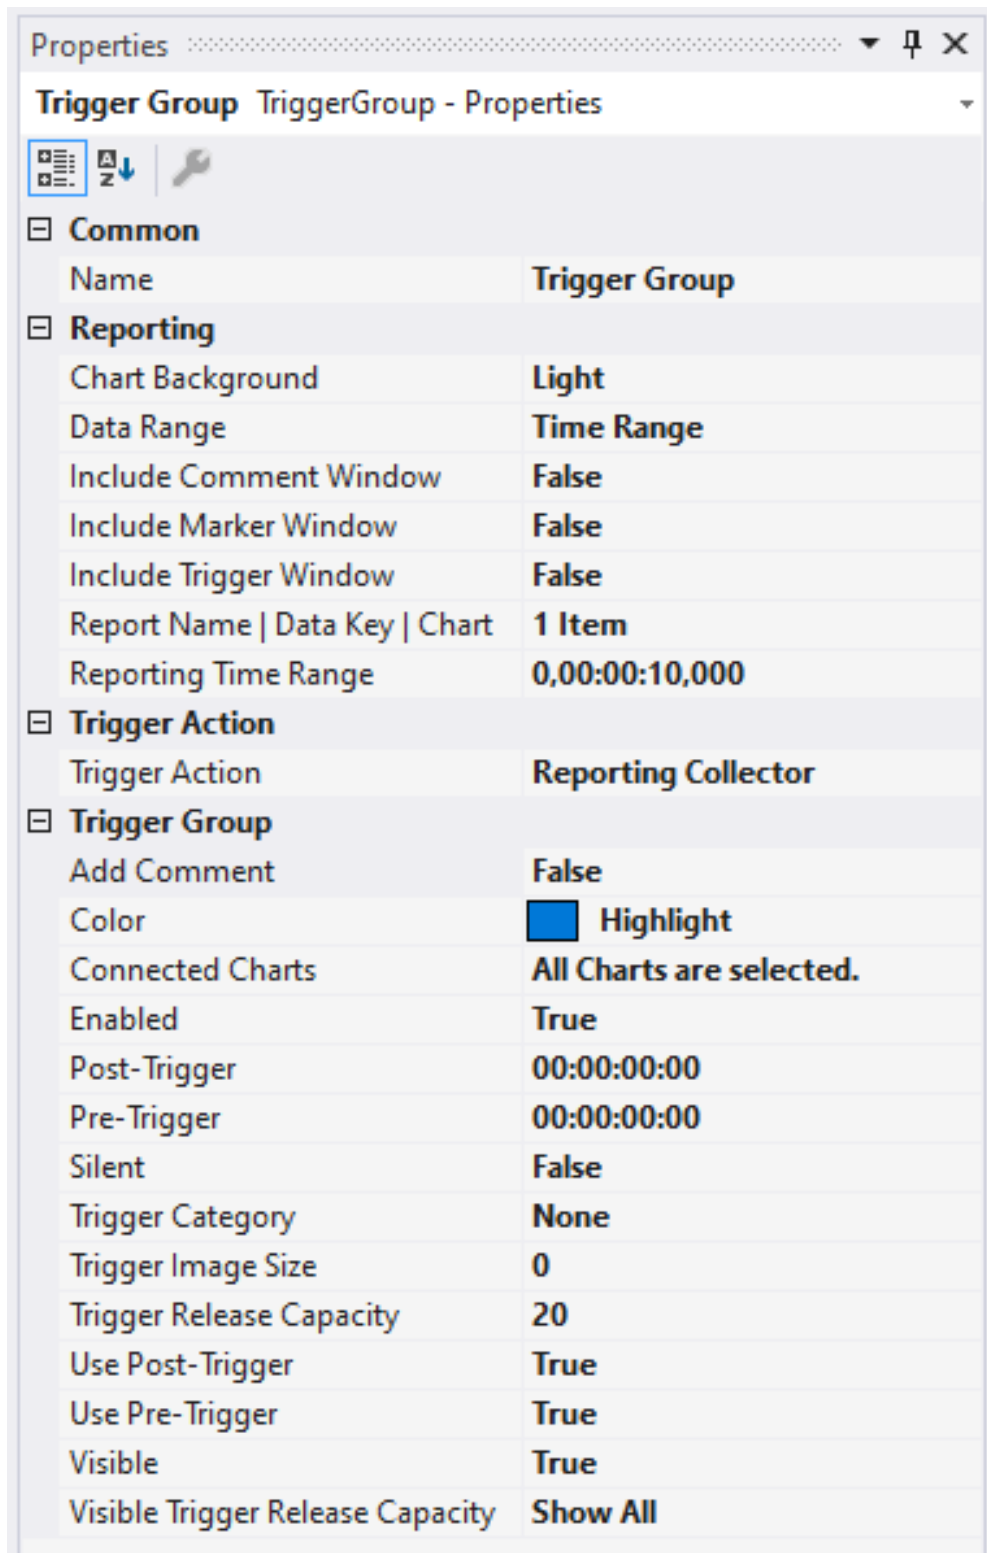 Properties
Trigger Group TriggerGroup - Properties
Common
Name Trigger Group
Reporting
Chart Background Light
Data Range Time Range
Include Comment Window False
Include Marker Window False
Include Trigger Window False
Report Name | Data Key | Chart 1 Item
Reporting Time Range 0,00:00:10,000
Trigger Action
Trigger Action Reporting Collector
Trigger Group
Add Comment False
Color Highlight
Connected Charts All Charts are selected.
Enabled True
Post-Trigger 00:00:00:00
Pre-Trigger 00:00:00:00
Silent False
Trigger Category None
Trigger Image Size 0
Trigger Release Capacity 20
Use Post-Trigger True
Use Pre-Trigger True
Visible True
Visible Trigger Release Capacity Show All